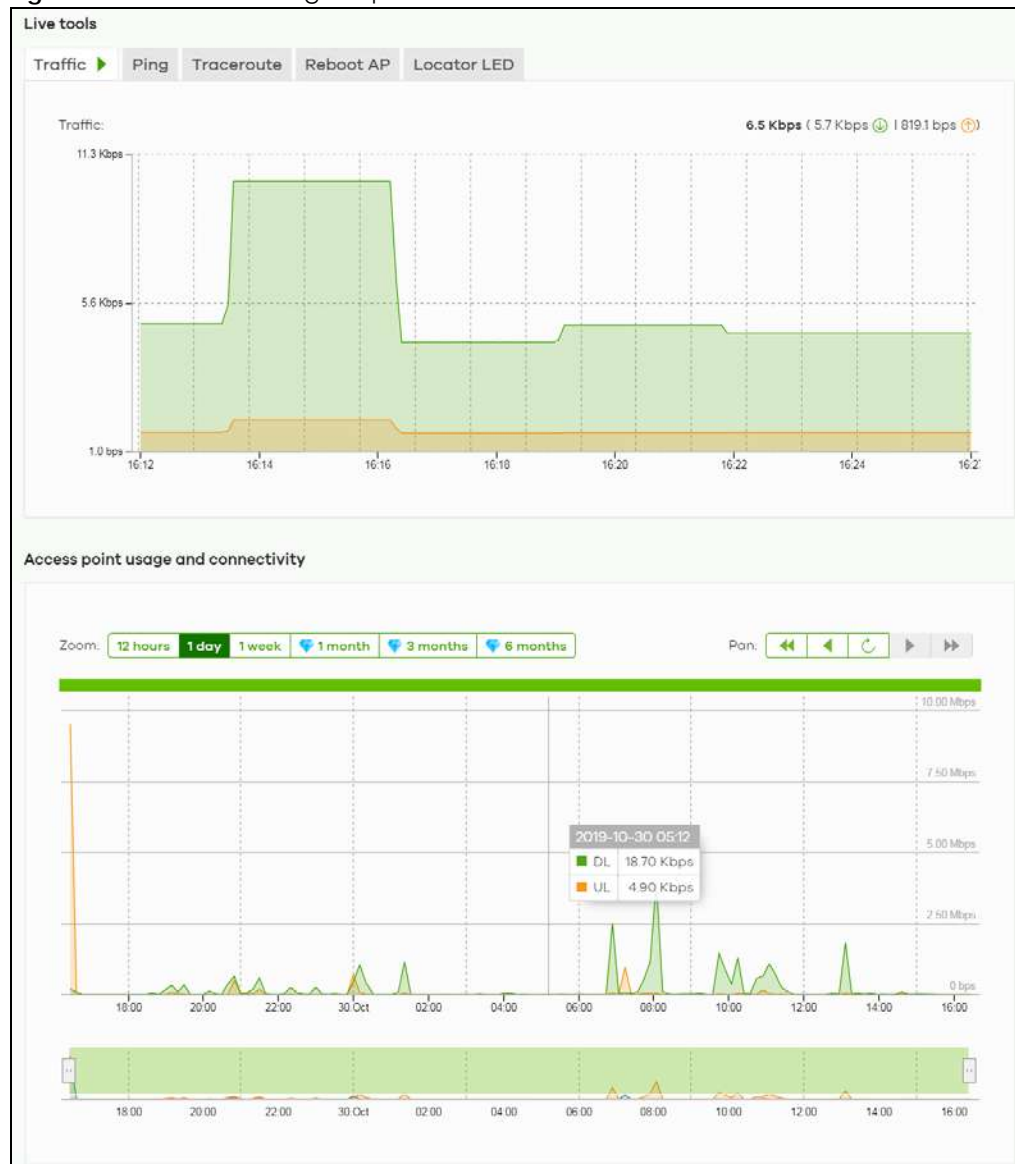 Live tools
Traffic Ping Traceroute Reboot AP Locator LED
Traffic: 6.5 Kbps ( 5.7 Kbps | 819.1 bps )
11.3 Kbps
5.6 Kbps
1.0 bps
16:12 16:14 16:16 16:18 16:20 16:22 16:24 16:2
Access point usage and connectivity
Zoom: 12 hours 1 day 1 week 1 month 3 months 6 months Pan:
10.00 Mbps
7.50 Mbps
2019-10-30 05:12
5.00 Mbps
DL 18.70 Kbps
UL 4.90 Kbps
2.50 Mbps
0 bps
18:00 20:00 22:00 30 Oct 02:00 04:00 06:00 08:00 10:00 12:00 14:00 16:00
18:00 20:00 22:00 30 Oct 02:00 04:00 06:00 08:00 10:00 12:00 14:00 16:00